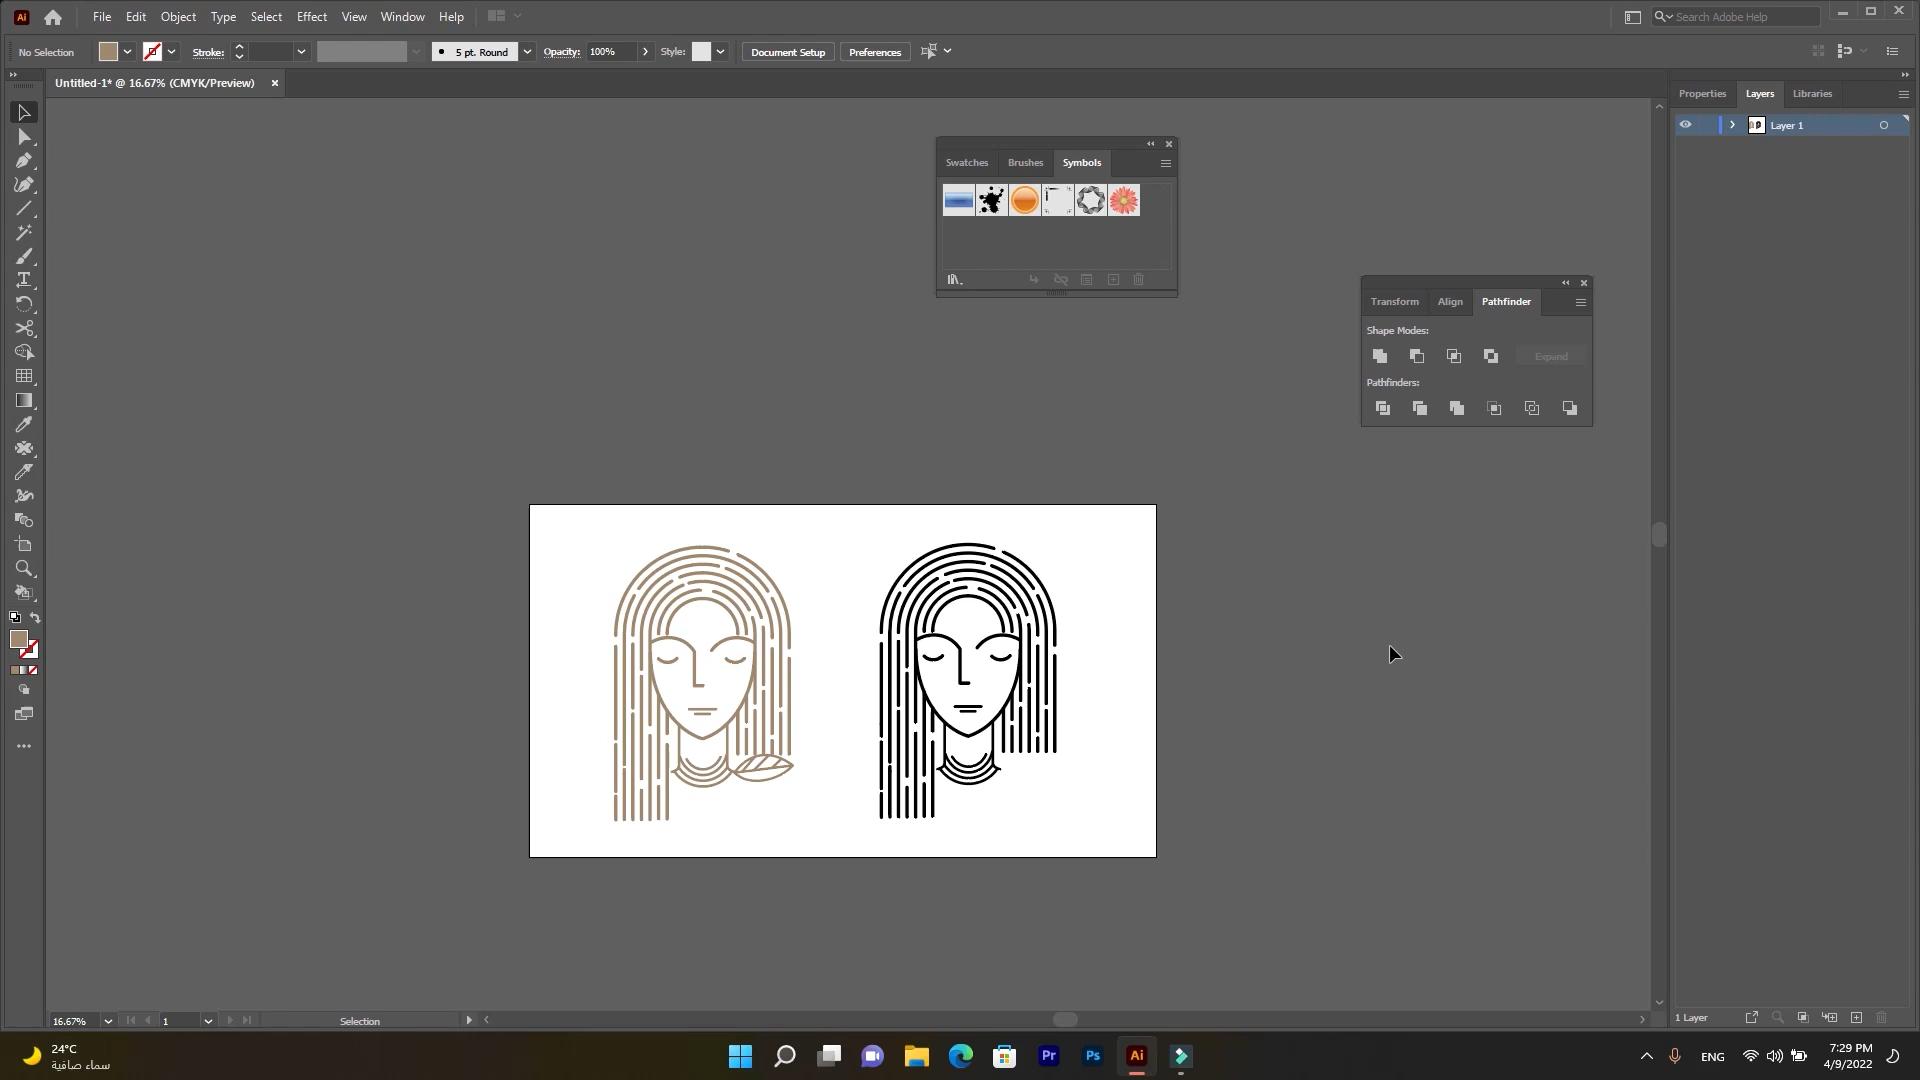 Ai File Edit Object Type Select Effect View Window Help Search Adobe Help
No Selection Stroke: 5 pt. Round Opacity: 100% Style: Document Setup Preferences
Untitled-1* @ 16.67% (CMYK/Preview)
Properties Layers Libraries
Layer 1
Swatches Brushes Symbols
Transform Align Pathfinder
Shape Modes:
Expand
Pathfinders:
16.67% 1 Selection
1 Layer
24°C
سماء صافية
Pr Ps Ai
ENG
7:29 PM
4/9/2022